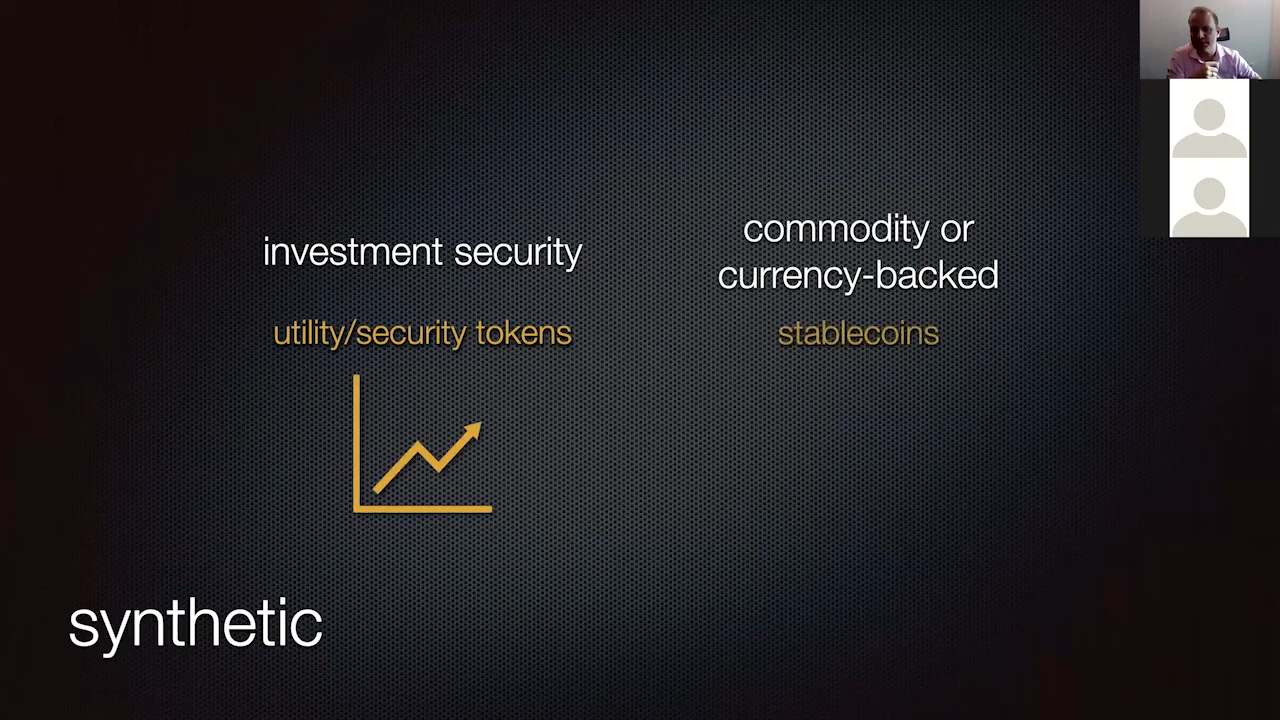 investment security
utility/security tokens
commodity or
currency-backed
stablecoins
synthetic